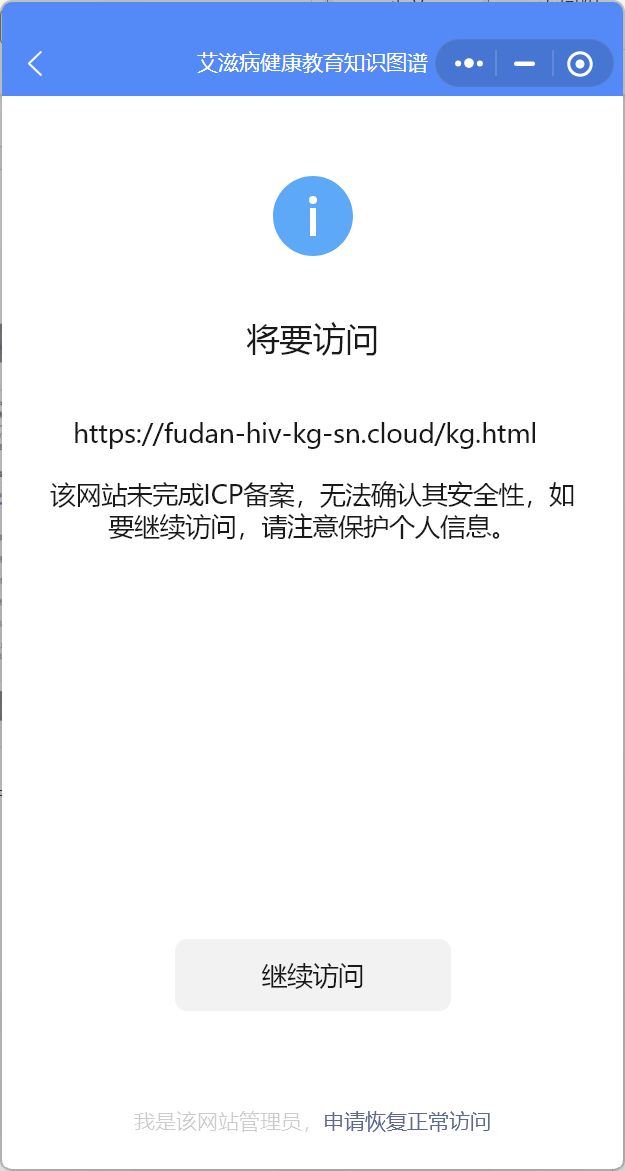 艾滋病健康教育知识图谱
将要访问
https://fudan-hiv-kg-sn.cloud/kg.html
该网站未完成ICP备案，无法确认其安全性，如
要继续访问，请注意保护个人信息。
继续访问
我是该网站管理员，申请恢复正常访问